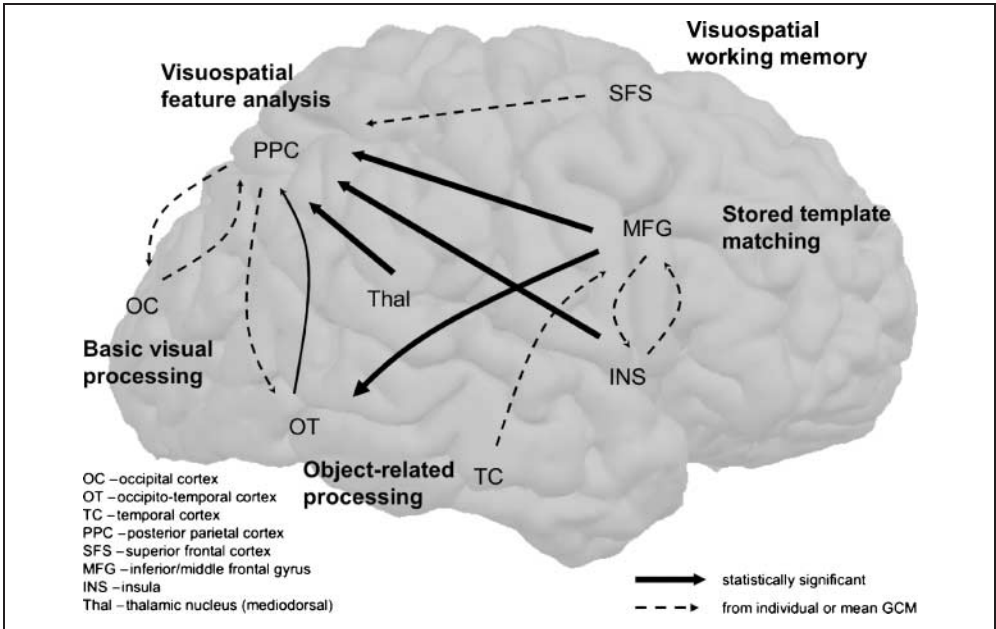 Visuospatial
working memory
Visuospatial
feature analysis
SFS
PPC
Stored template
matching
MFG
Thal
OC
Basic visual
processing
INS
OT
Object-related
processing
TC
OC –occipital cortex
OT –occipito-temporal cortex
TC –temporal cortex
PPC –posterior parietal cortex
SFS –superior frontal cortex
MFG –inferior/middle frontal gyrus
INS –insula
Thal –thalamic nucleus (mediodorsal)
statistically significant
from individual or mean GCM